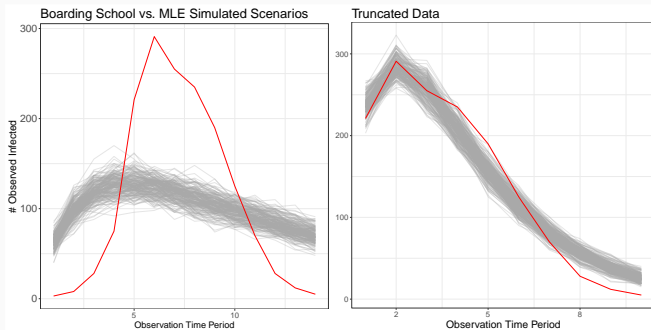 Boarding School vs. MLE Simulated Scenarios
Truncated Data
# Observed Infected
300
200
100
0
5
10
Observation Time Period
300
200
100
0
2
5
8
Observation Time Period